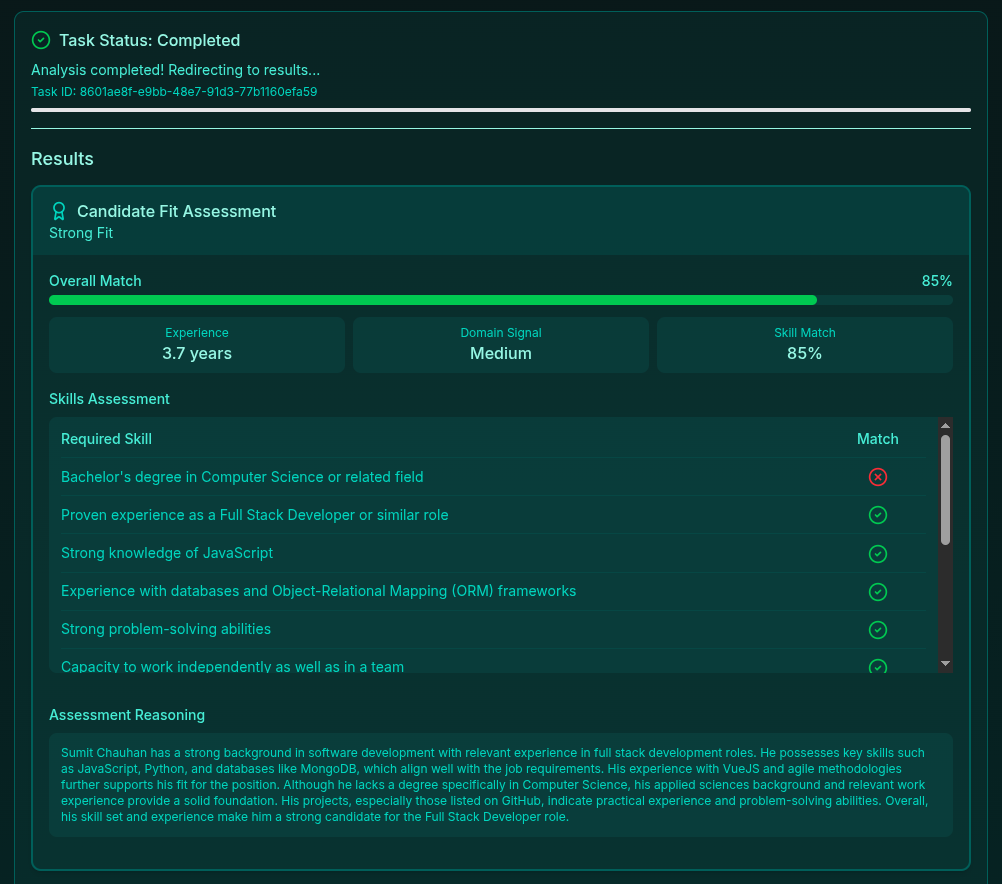 Task Status: Completed
Analysis completed! Redirecting to results...
Task ID: 8601ae8f-e9bb-48e7-91d3-77b1160efa59
Results
Candidate Fit Assessment
Strong Fit
Overall Match 85%
Experience Domain Signal Skill Match
3.7 years Medium 85%
Skills Assessment
Required Skill Match
Bachelor's degree in Computer Science or related field
Proven experience as a Full Stack Developer or similar role
Strong knowledge of JavaScript
Experience with databases and Object-Relational Mapping (ORM) frameworks
Strong problem-solving abilities
Capacity to work independently as well as in a team
Assessment Reasoning
Sumit Chauhan has a strong background in software development with relevant experience in full stack development roles. He possesses key skills such
as JavaScript, Python, and databases like MongoDB, which align well with the job requirements. His experience with VueJS and agile methodologies
further supports his fit for the position. Although he lacks a degree specifically in Computer Science, his applied sciences background and relevant work
experience provide a solid foundation. His projects, especially those listed on GitHub, indicate practical experience and problem-solving abilities. Overall,
his skill set and experience make him a strong candidate for the Full Stack Developer role.